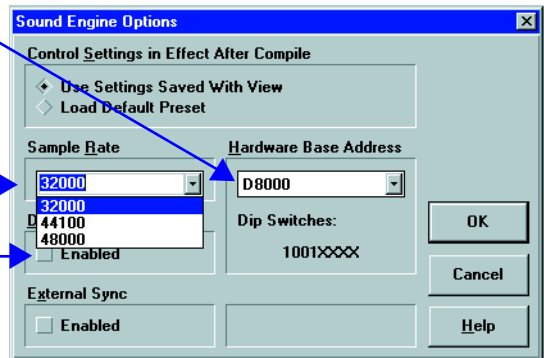 Sound Engine Options
Control Settings in Effect After Compile
Use Settings Saved With View
Load Default Preset
Sample Rate
Hardware Base Address
32000
D8000
32000
44100
48000
D
Dip Switches:
1001XXXX
Enabled
OK
Cancel
External Sync
Enabled
Help